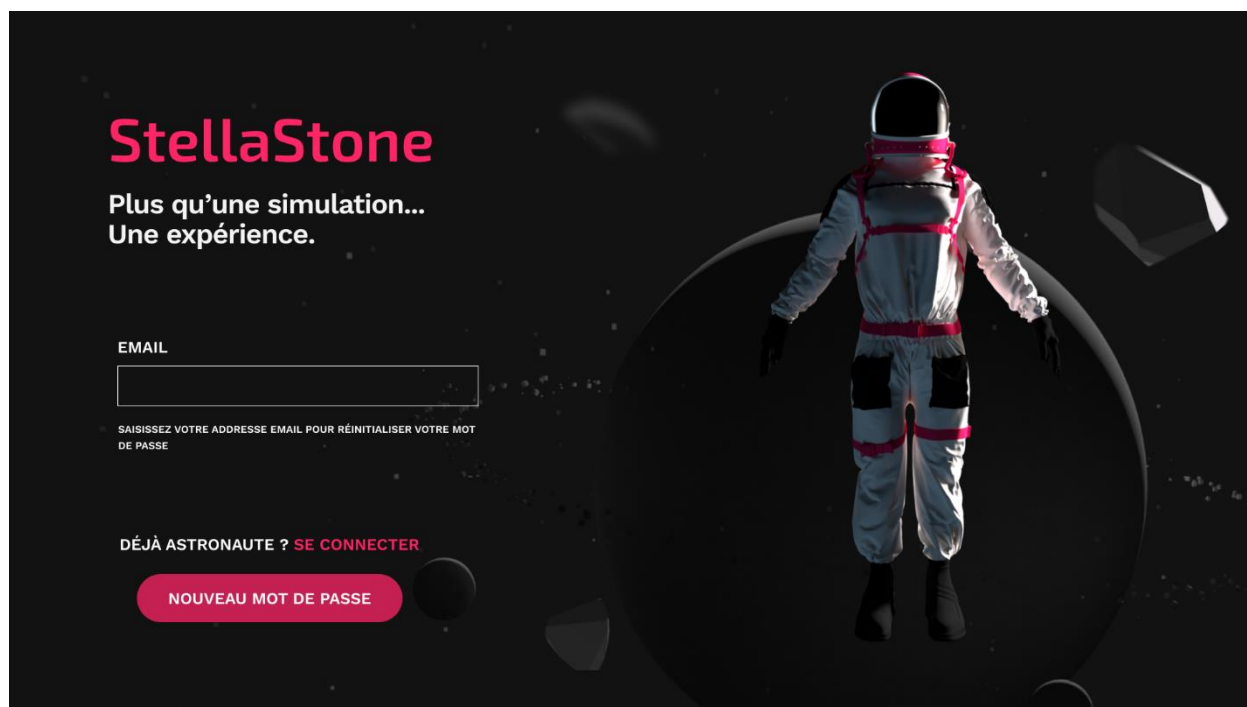 StellaStone
Plus qu’une simulation...
Une expérience.
EMAIL
SAISISSEZ VOTRE ADDRESSE EMAIL POUR RÉINITIALISER VOTRE MOT
DE PASSE
DÉJÀ ASTRONAUTE ? SE CONNECTER
NOUVEAU MOT DE PASSE